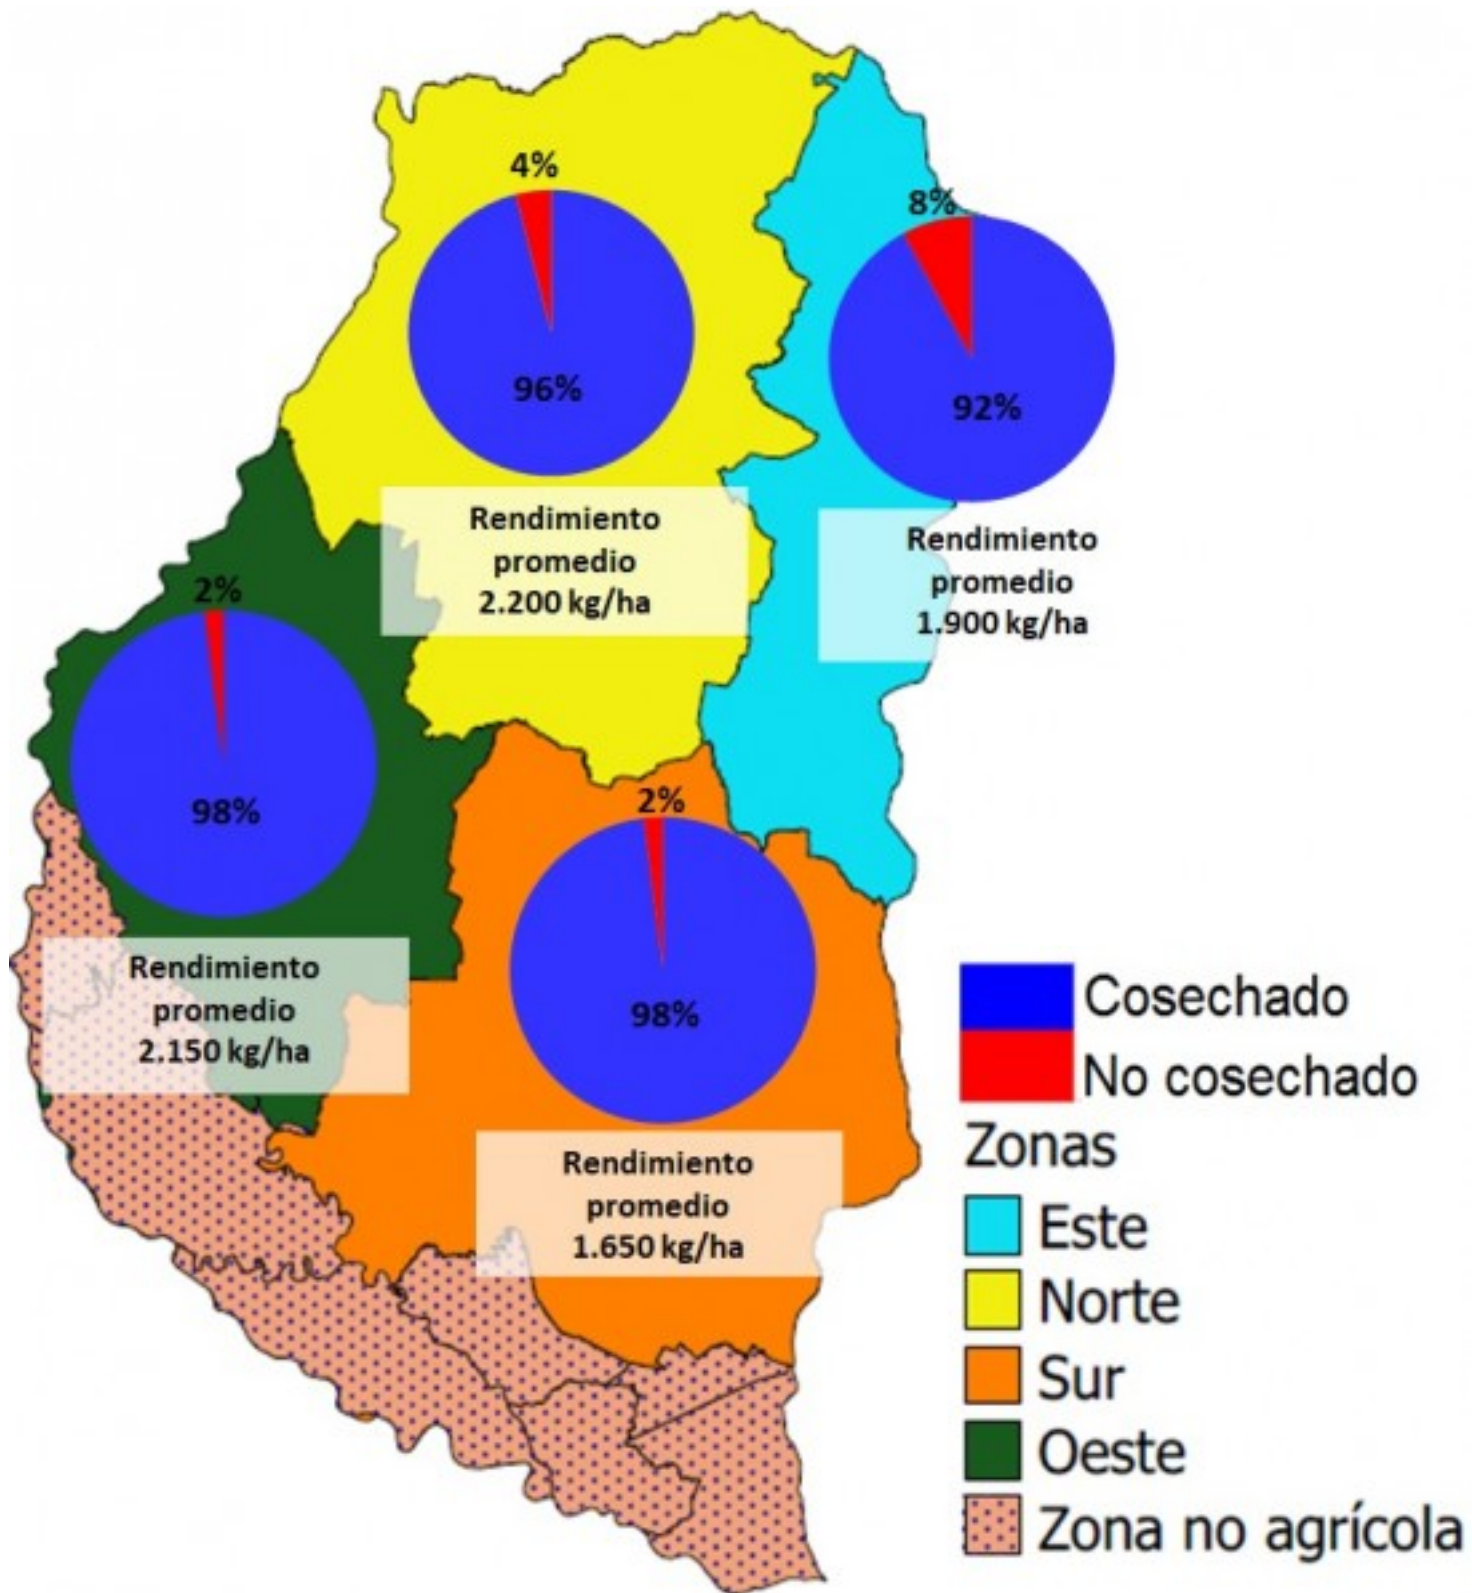 4%
96%
Rendimiento
promedio
2.200 kg/ha
8%
92%
Rendimiento
promedio
1.900 kg/ha
2%
98%
Rendimiento
promedio
2.150 kg/ha
2%
98%
Rendimiento
promedio
1.650 kg/ha
Cosechado
No cosechado
Zonas
Este
Norte
Sur
Oeste
Zona no agrícola